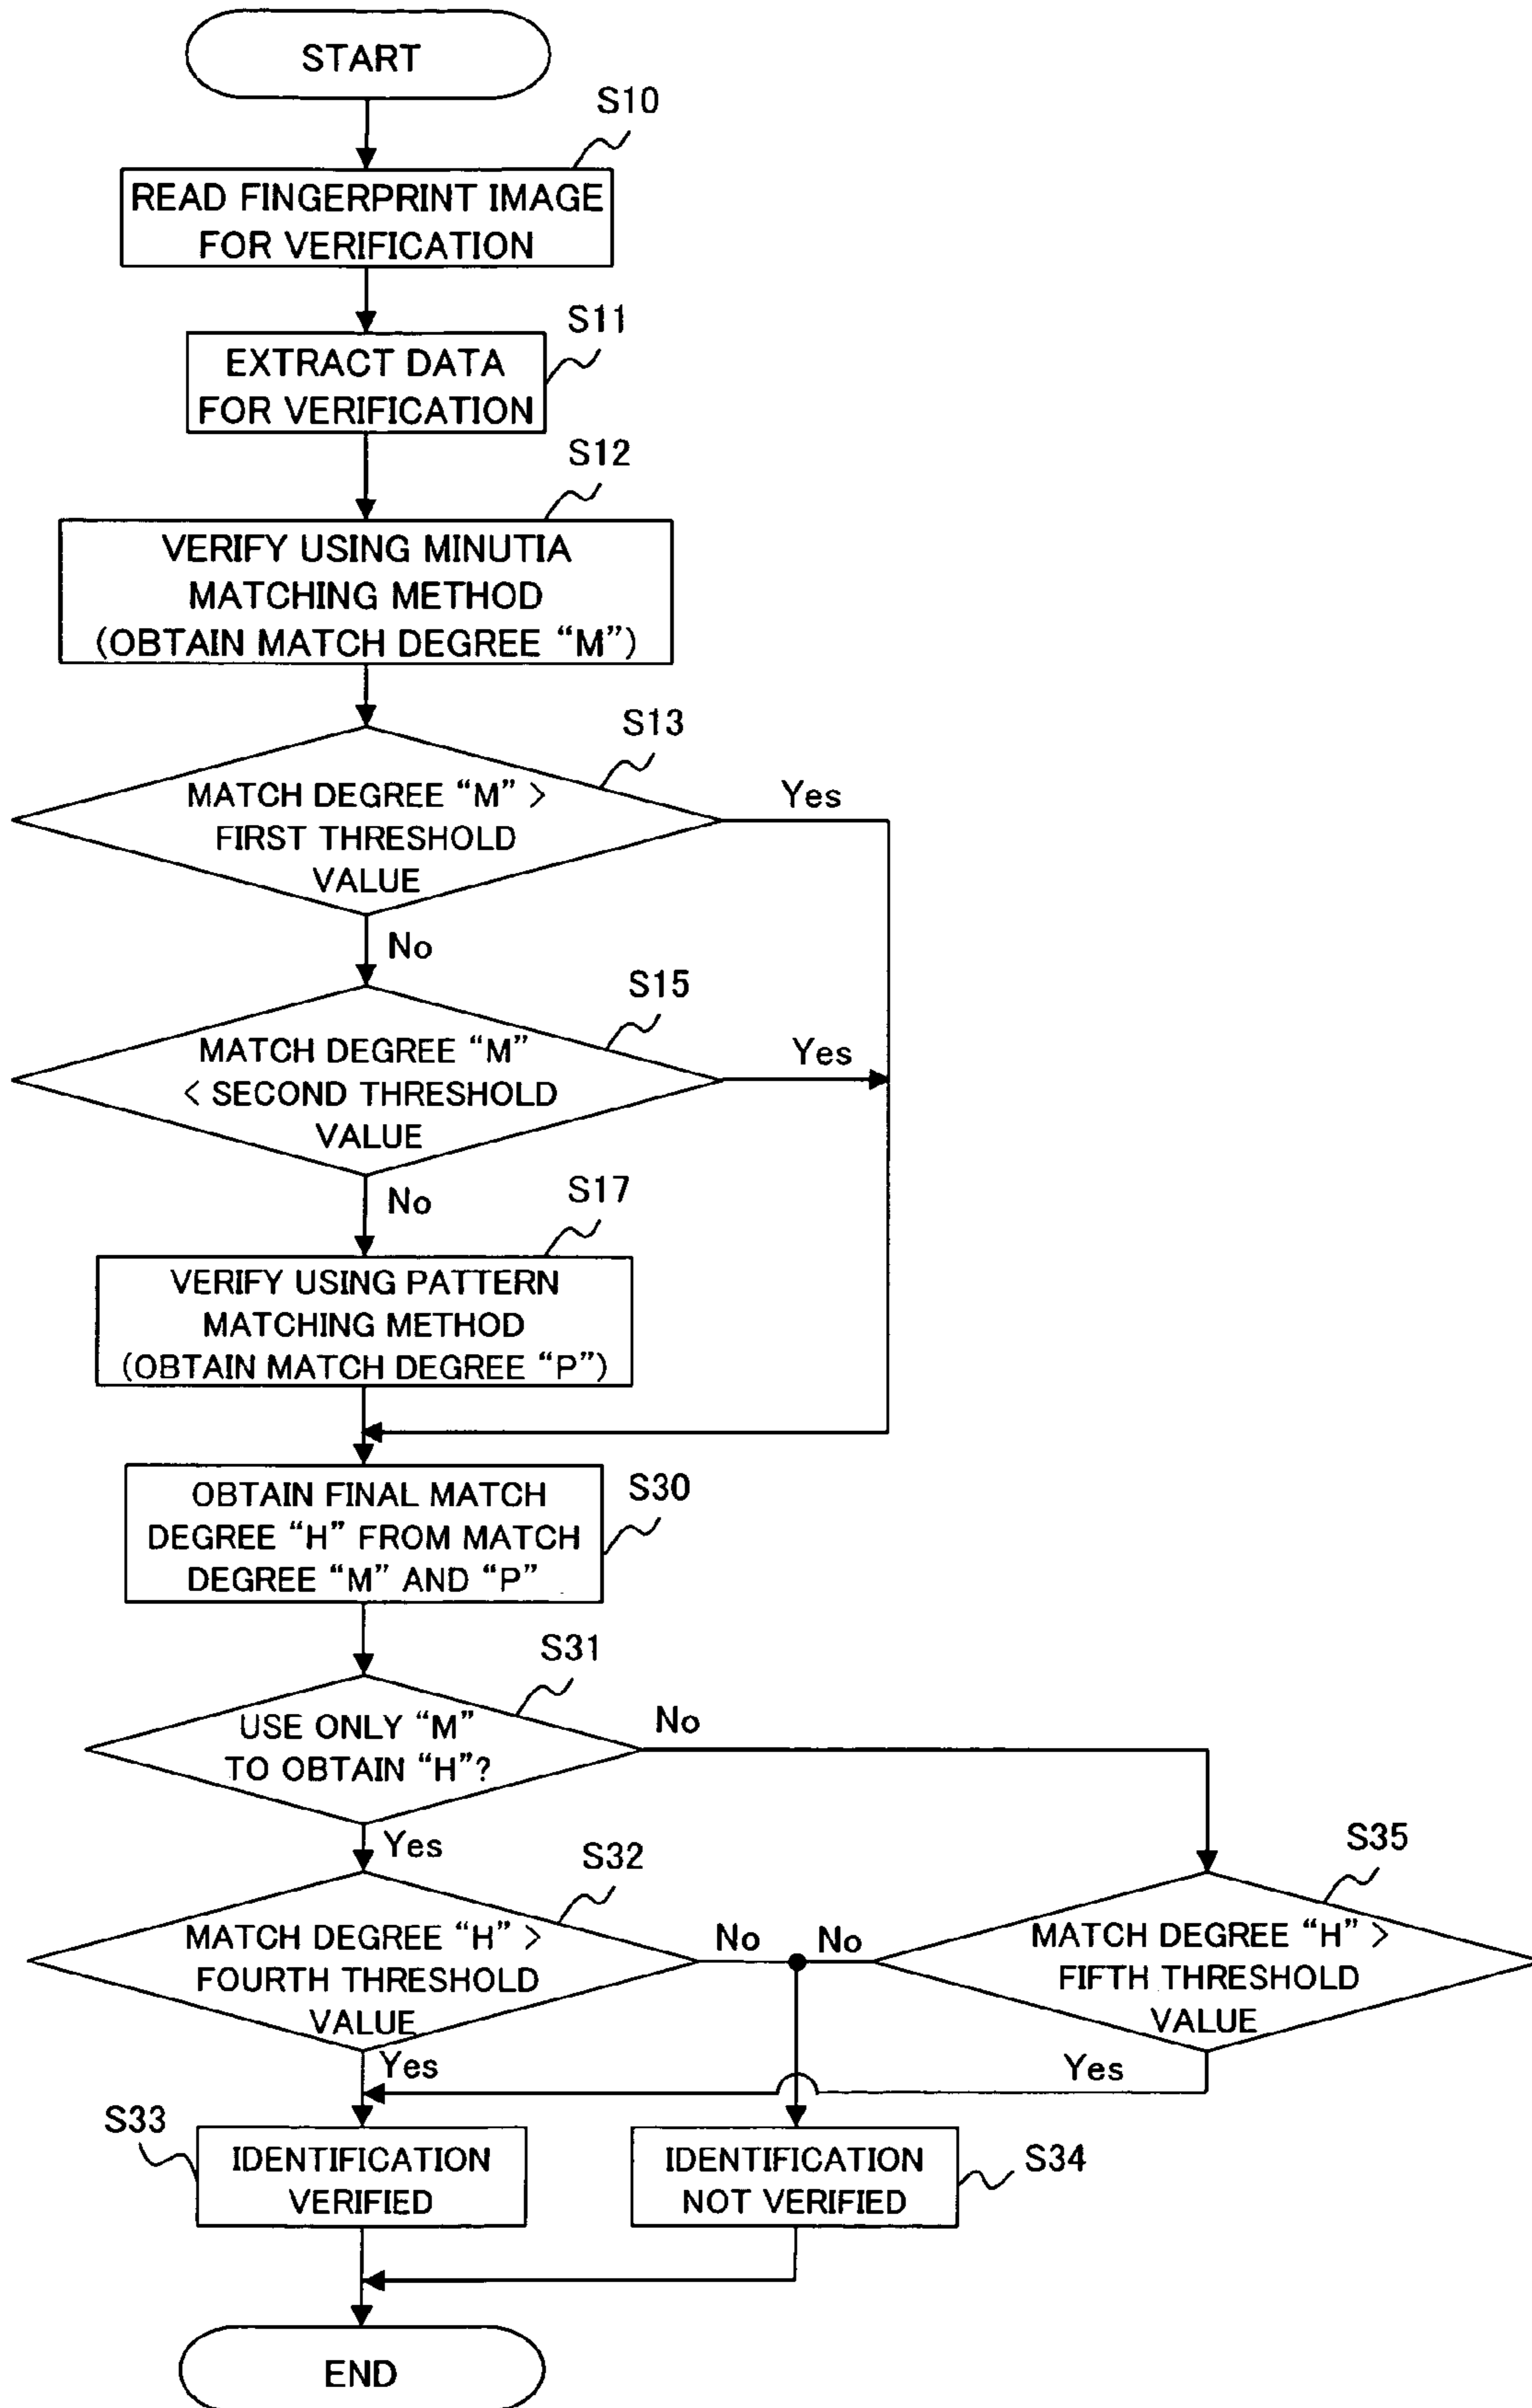 START
S10
READ FINGERPRINT IMAGE
FOR VERIFICATION
S11
EXTRACT DATA
FOR VERIFICATION
S12
VERIFY USING MINUTIA
MATCHING METHOD
(OBTAIN MATCH DEGREE “M”)
S13
MATCH DEGREE “M” >
FIRST THRESHOLD
VALUE
Yes
No
S15
MATCH DEGREE “M”
< SECOND THRESHOLD
VALUE
Yes
No
S17
VERIFY USING PATTERN
MATCHING METHOD
(OBTAIN MATCH DEGREE “P”)
S30
OBTAIN FINAL MATCH
DEGREE “H” FROM MATCH
DEGREE “M” AND “P”
S31
USE ONLY “M”
TO OBTAIN “H”?
No
Yes
S32
MATCH DEGREE “H” >
FOURTH THRESHOLD
VALUE
No
Yes
S35
MATCH DEGREE “H” >
FIFTH THRESHOLD
VALUE
No
Yes
S33
IDENTIFICATION
VERIFIED
IDENTIFICATION
NOT VERIFIED
S34
END